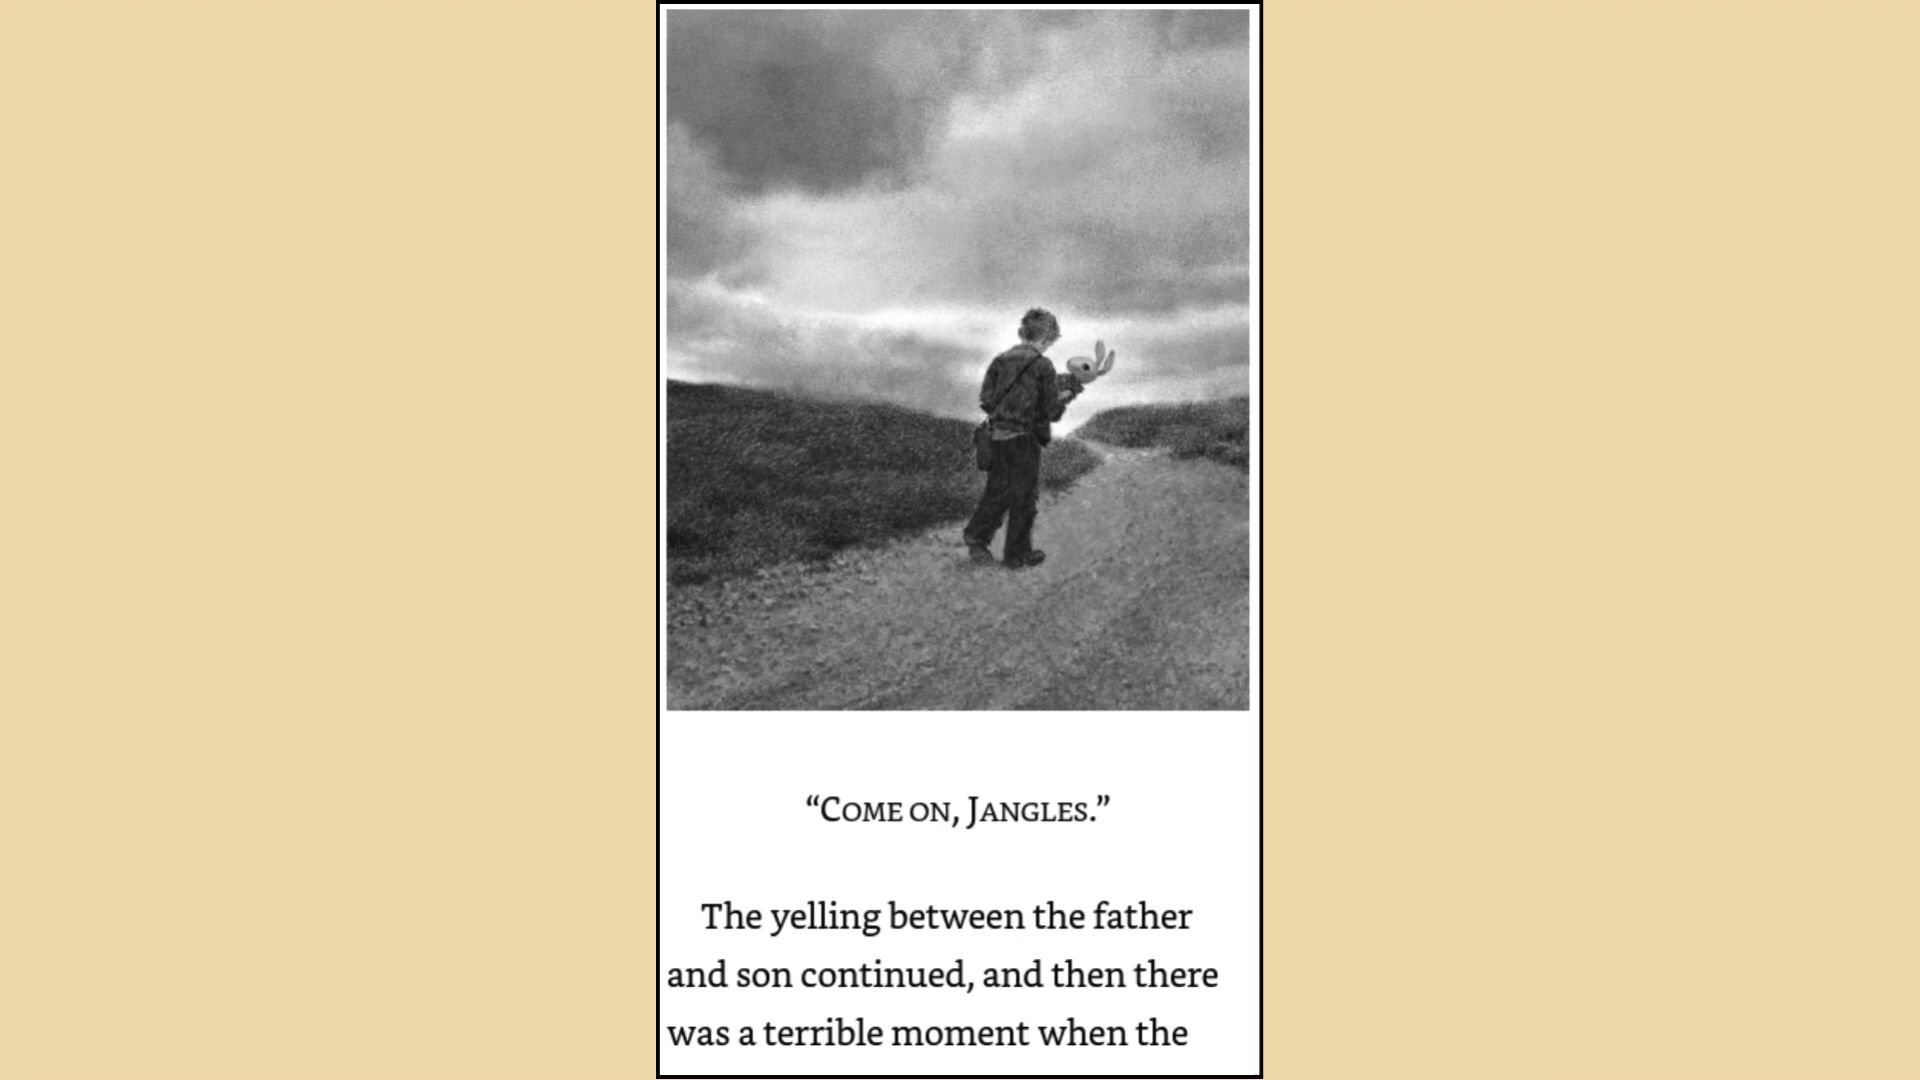 “COME ON, JANGLES.”
The yelling between the father
and son continued, and then there
was a terrible moment when the